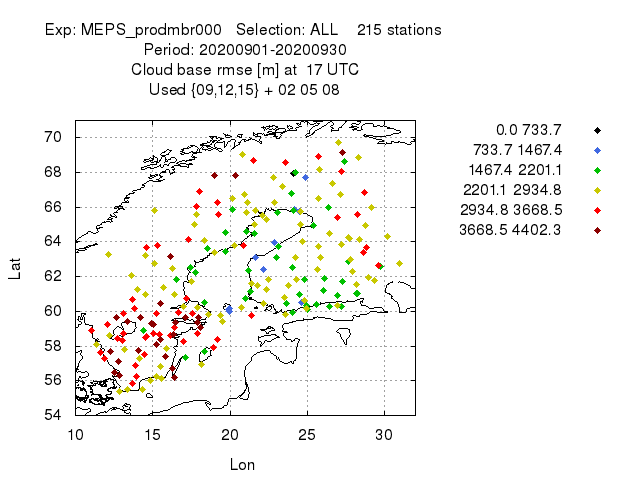 Exp: MEPS_prodmbr000   Selection: ALL    215 stations
Period: 20200901-20200930
Cloud base rmse [m] at  17 UTC
Used {09,12,15} + 02 05 08
0.0 733.7
733.7 1467.4
1467.4 2201.1
2201.1 2934.8
2934.8 3668.5
3668.5 4402.3
Lat
70
68
66
64
62
60
58
56
54
10 15 20 25 30
Lon